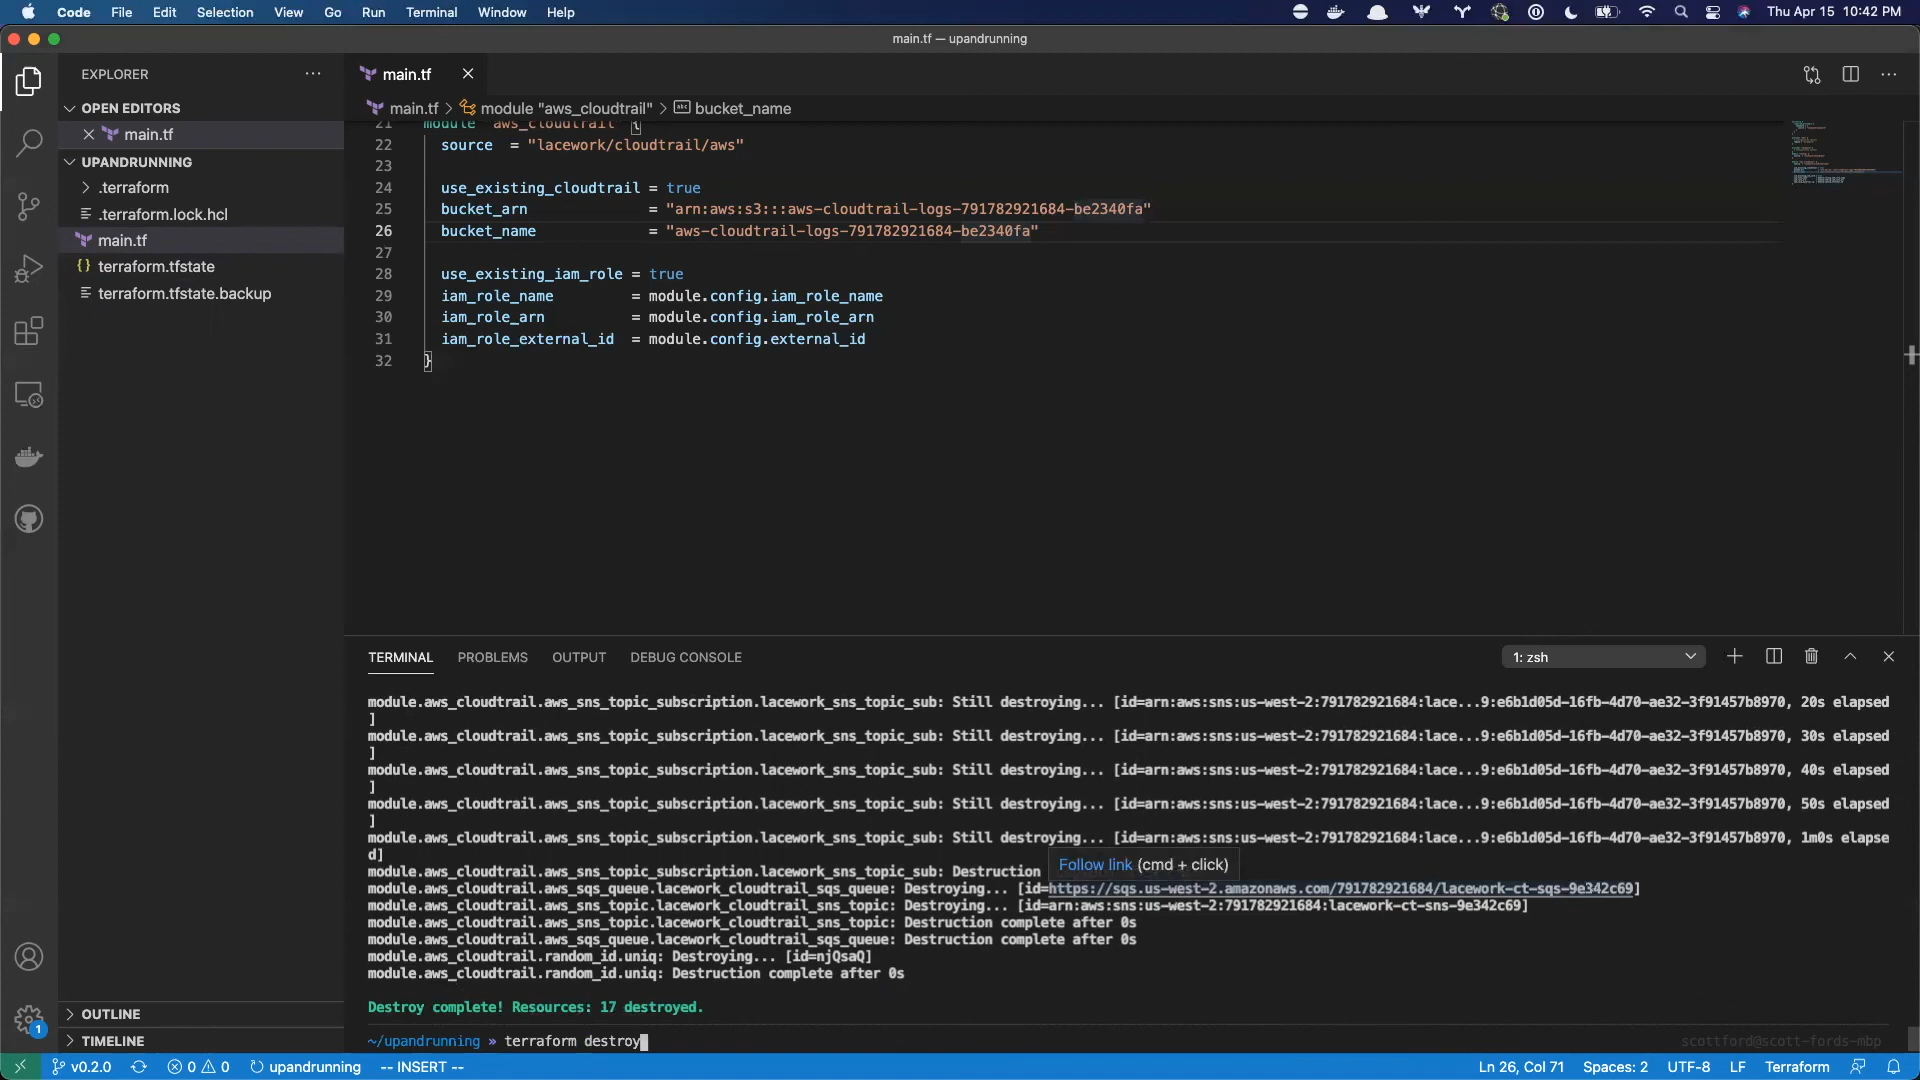 Code File Edit Selection View Go Run Terminal Window Help Thu Apr 15 10:42 PM
main.tf — upandrunning
EXPLORER
main.tf
OPEN EDITORS
main.tf > module "aws_cloudtrail" > bucket_name
main.tf
UPANDRUNNING
.terraform
.terraform.lock.hcl
main.tf
terraform.tfstate
terraform.tfstate.backup
21 module "aws_cloudtrail" {
22 source = "lacework/cloudtrail/aws"
23
24 use_existing_cloudtrail = true
25 bucket_arn = "arn:aws:s3:::aws-cloudtrail-logs-791782921684-be2340fa"
26 bucket_name = "aws-cloudtrail-logs-791782921684-be2340fa"
27
28 use_existing_iam_role = true
29 iam_role_name = module.config.iam_role_name
30 iam_role_arn = module.config.iam_role_arn
31 iam_role_external_id = module.config.external_id
32 }
TERMINAL PROBLEMS OUTPUT DEBUG CONSOLE 1: zsh
module.aws_cloudtrail.aws_sns_topic_subscription.lacework_sns_topic_sub: Still destroying... [id=arn:aws:sns:us-west-2:791782921684:lace...9:e6b1d05d-16fb-4d70-ae32-3f91457b8970, 20s elapsed
]
module.aws_cloudtrail.aws_sns_topic_subscription.lacework_sns_topic_sub: Still destroying... [id=arn:aws:sns:us-west-2:791782921684:lace...9:e6b1d05d-16fb-4d70-ae32-3f91457b8970, 30s elapsed
]
module.aws_cloudtrail.aws_sns_topic_subscription.lacework_sns_topic_sub: Still destroying... [id=arn:aws:sns:us-west-2:791782921684:lace...9:e6b1d05d-16fb-4d70-ae32-3f91457b8970, 40s elapsed
]
module.aws_cloudtrail.aws_sns_topic_subscription.lacework_sns_topic_sub: Still destroying... [id=arn:aws:sns:us-west-2:791782921684:lace...9:e6b1d05d-16fb-4d70-ae32-3f91457b8970, 50s elapsed
]
module.aws_cloudtrail.aws_sns_topic_subscription.lacework_sns_topic_sub: Still destroying... [id=arn:aws:sns:us-west-2:791782921684:lace...9:e6b1d05d-16fb-4d70-ae32-3f91457b8970, 1m0s elapse
d]
Follow link (cmd + click)
module.aws_cloudtrail.aws_sns_topic_subscription.lacework_sns_topic_sub: Destruction
module.aws_cloudtrail.aws_sqs_queue.lacework_cloudtrail_sqs_queue: Destroying... [id=https://sqs.us-west-2.amazonaws.com/791782921684/lacework-ct-sqs-9e342c69]
module.aws_cloudtrail.aws_sns_topic.lacework_cloudtrail_sns_topic: Destroying... [id=arn:aws:sns:us-west-2:791782921684:lacework-ct-sns-9e342c69]
module.aws_cloudtrail.aws_sns_topic.lacework_cloudtrail_sns_topic: Destruction complete after 0s
module.aws_cloudtrail.aws_sqs_queue.lacework_cloudtrail_sqs_queue: Destruction complete after 0s
module.aws_cloudtrail.random_id.uniq: Destroying... [id=njQsaQ]
module.aws_cloudtrail.random_id.uniq: Destruction complete after 0s
Destroy complete! Resources: 17 destroyed.
~/upandrunning » terraform destroy scottford@scott-fords-mbp
OUTLINE
TIMELINE
1
v0.2.0 0 0 upandrunning -- INSERT -- Ln 26, Col 71 Spaces: 2 UTF-8 LF Terraform